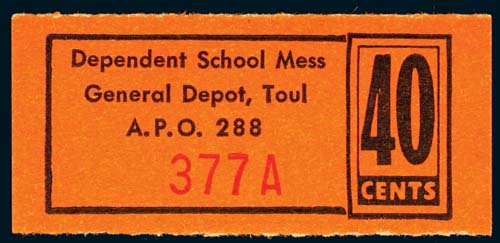 Dependent School Mess
General Depot, Toul
A.P.O. 288
377A
40
CENTS